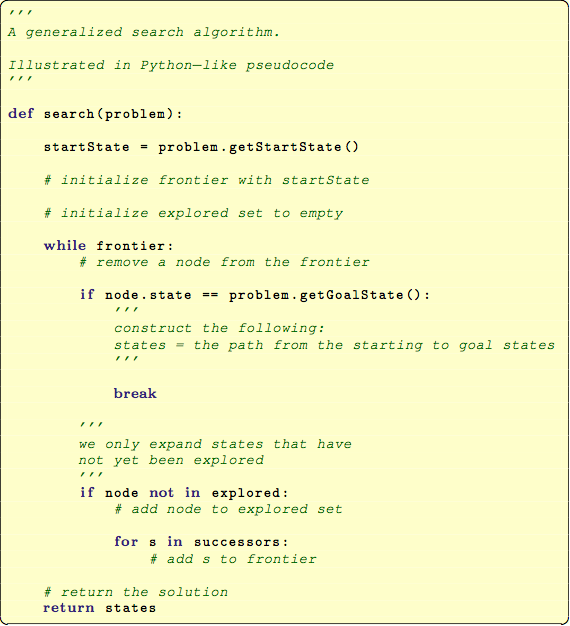 '''
A generalized search algorithm.
Illustrated in Python—like pseudocode
'''
def search(problem):
startState = problem.getStartState()
# initialize frontier with startState
# initialize explored set to empty
while frontier:
# remove a node from the frontier
if node.state == problem.getGoalState():
'''
construct the following:
states = the path from the starting to goal states
'''
break
'''
we only expand states that have
not yet been explored
'''
if node not in explored:
# add node to explored set
for s in successors:
# add s to frontier
# return the solution
return states